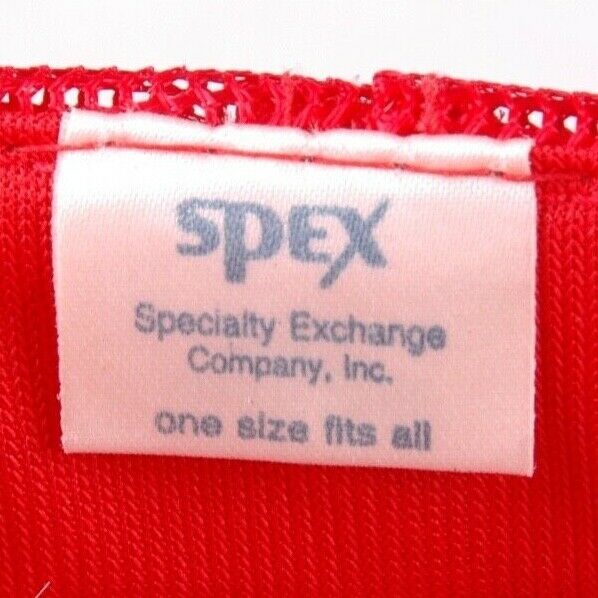 spex
Specialty Exchange
Company, Inc.
one size fits all